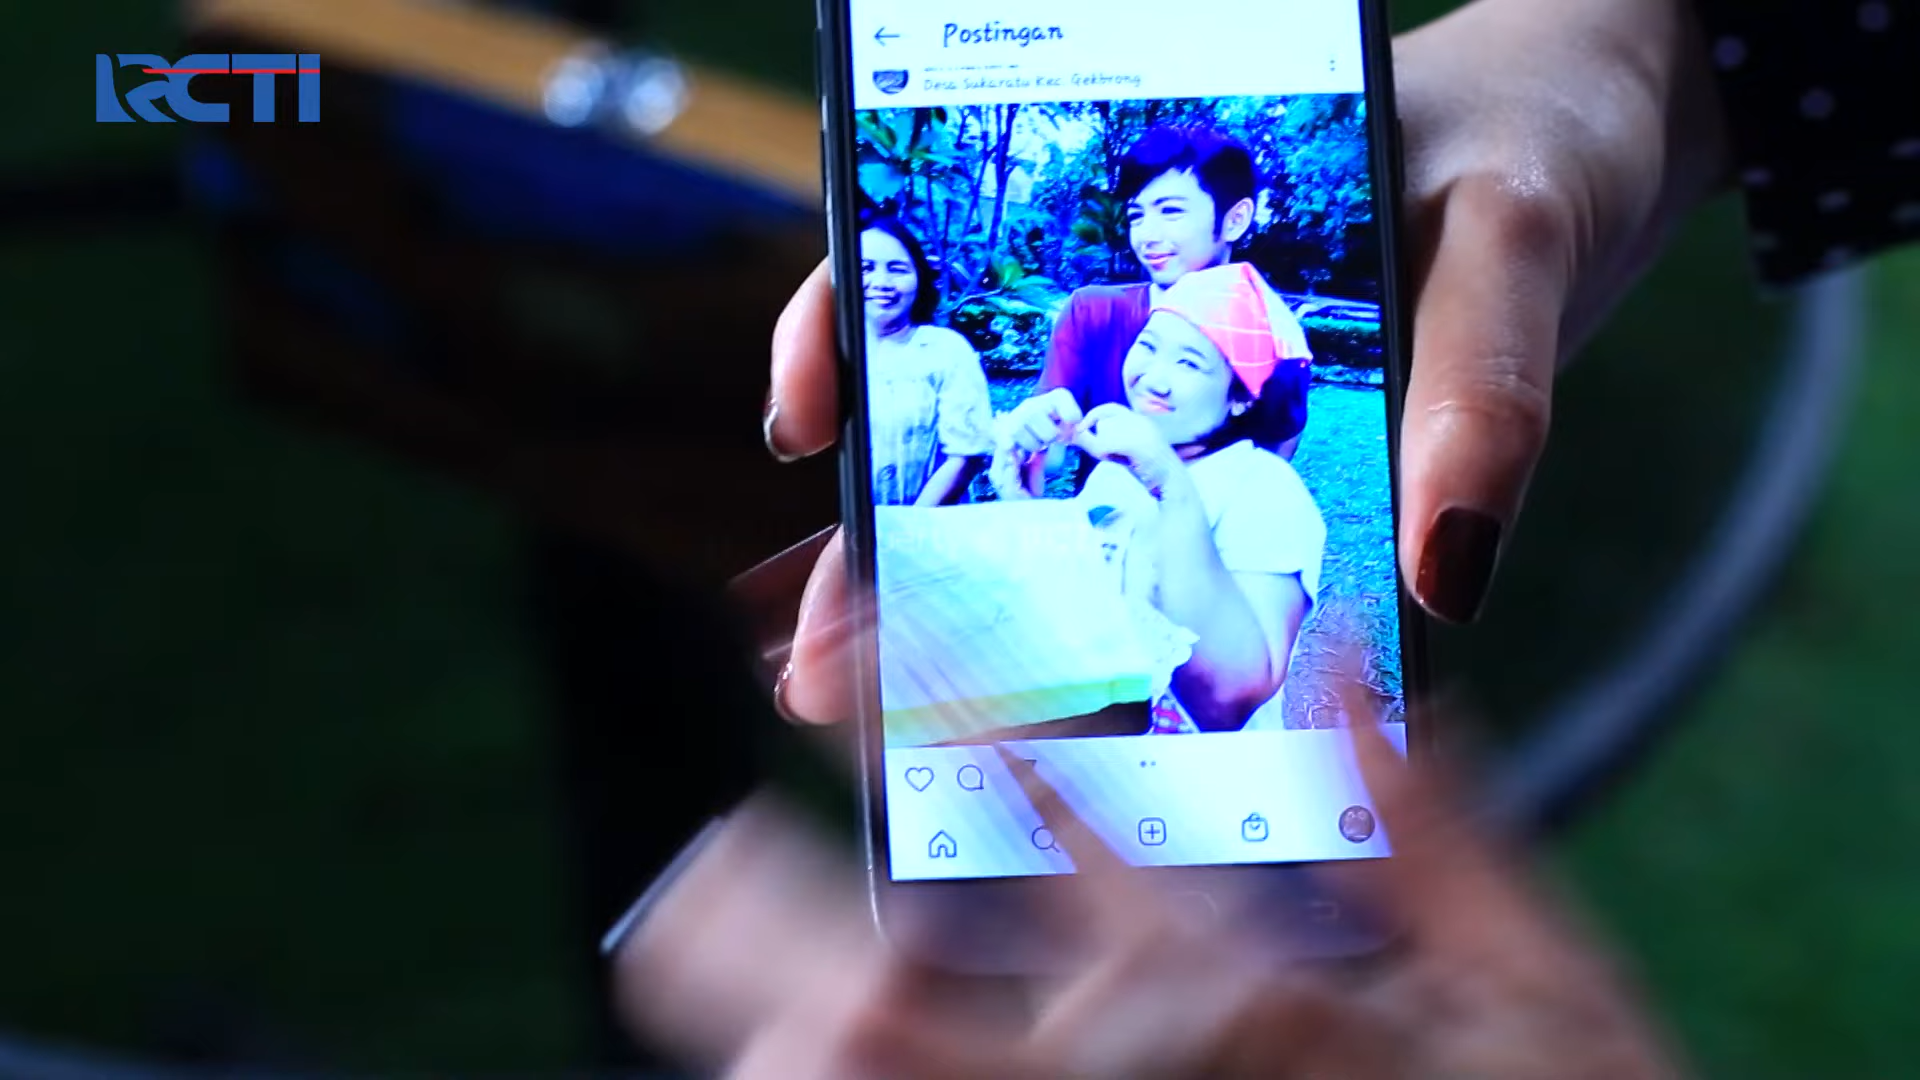 RCTI
Postingan
Desa Sukaratu Kec. Gekbrong